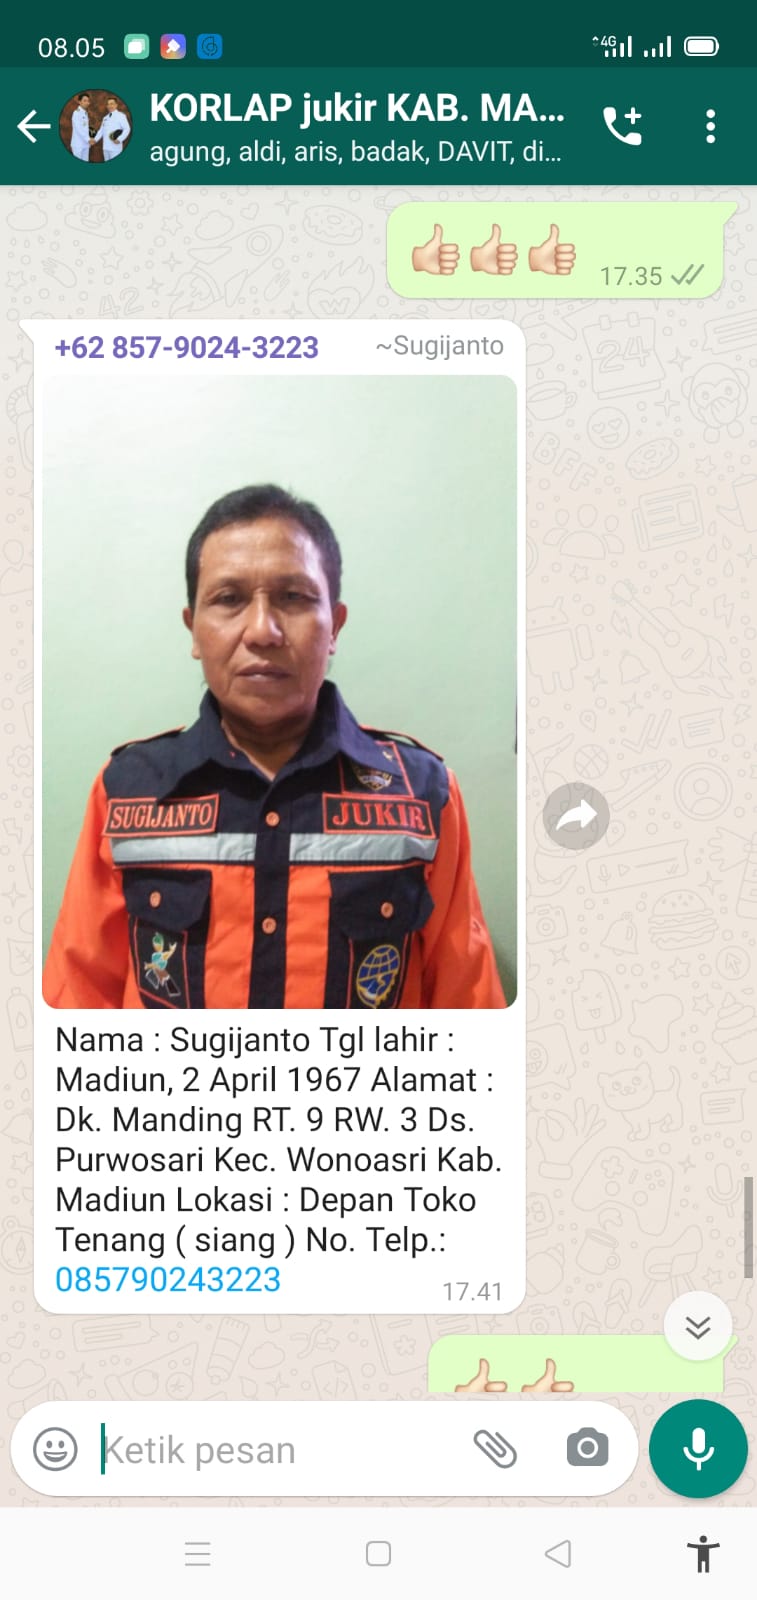 08.05
4G
KORLAP jukir KAB. MA...
agung, aldi, aris, badak, DAVIT, di...
17.35
+62 857-9024-3223 ~Sugijanto
SUGIJANTO JUKIR
Nama : Sugijanto Tgl lahir :
Madiun, 2 April 1967 Alamat :
Dk. Manding RT. 9 RW. 3 Ds.
Purwosari Kec. Wonoasri Kab.
Madiun Lokasi : Depan Toko
Tenang ( siang ) No. Telp.:
085790243223
17.41
Ketik pesan